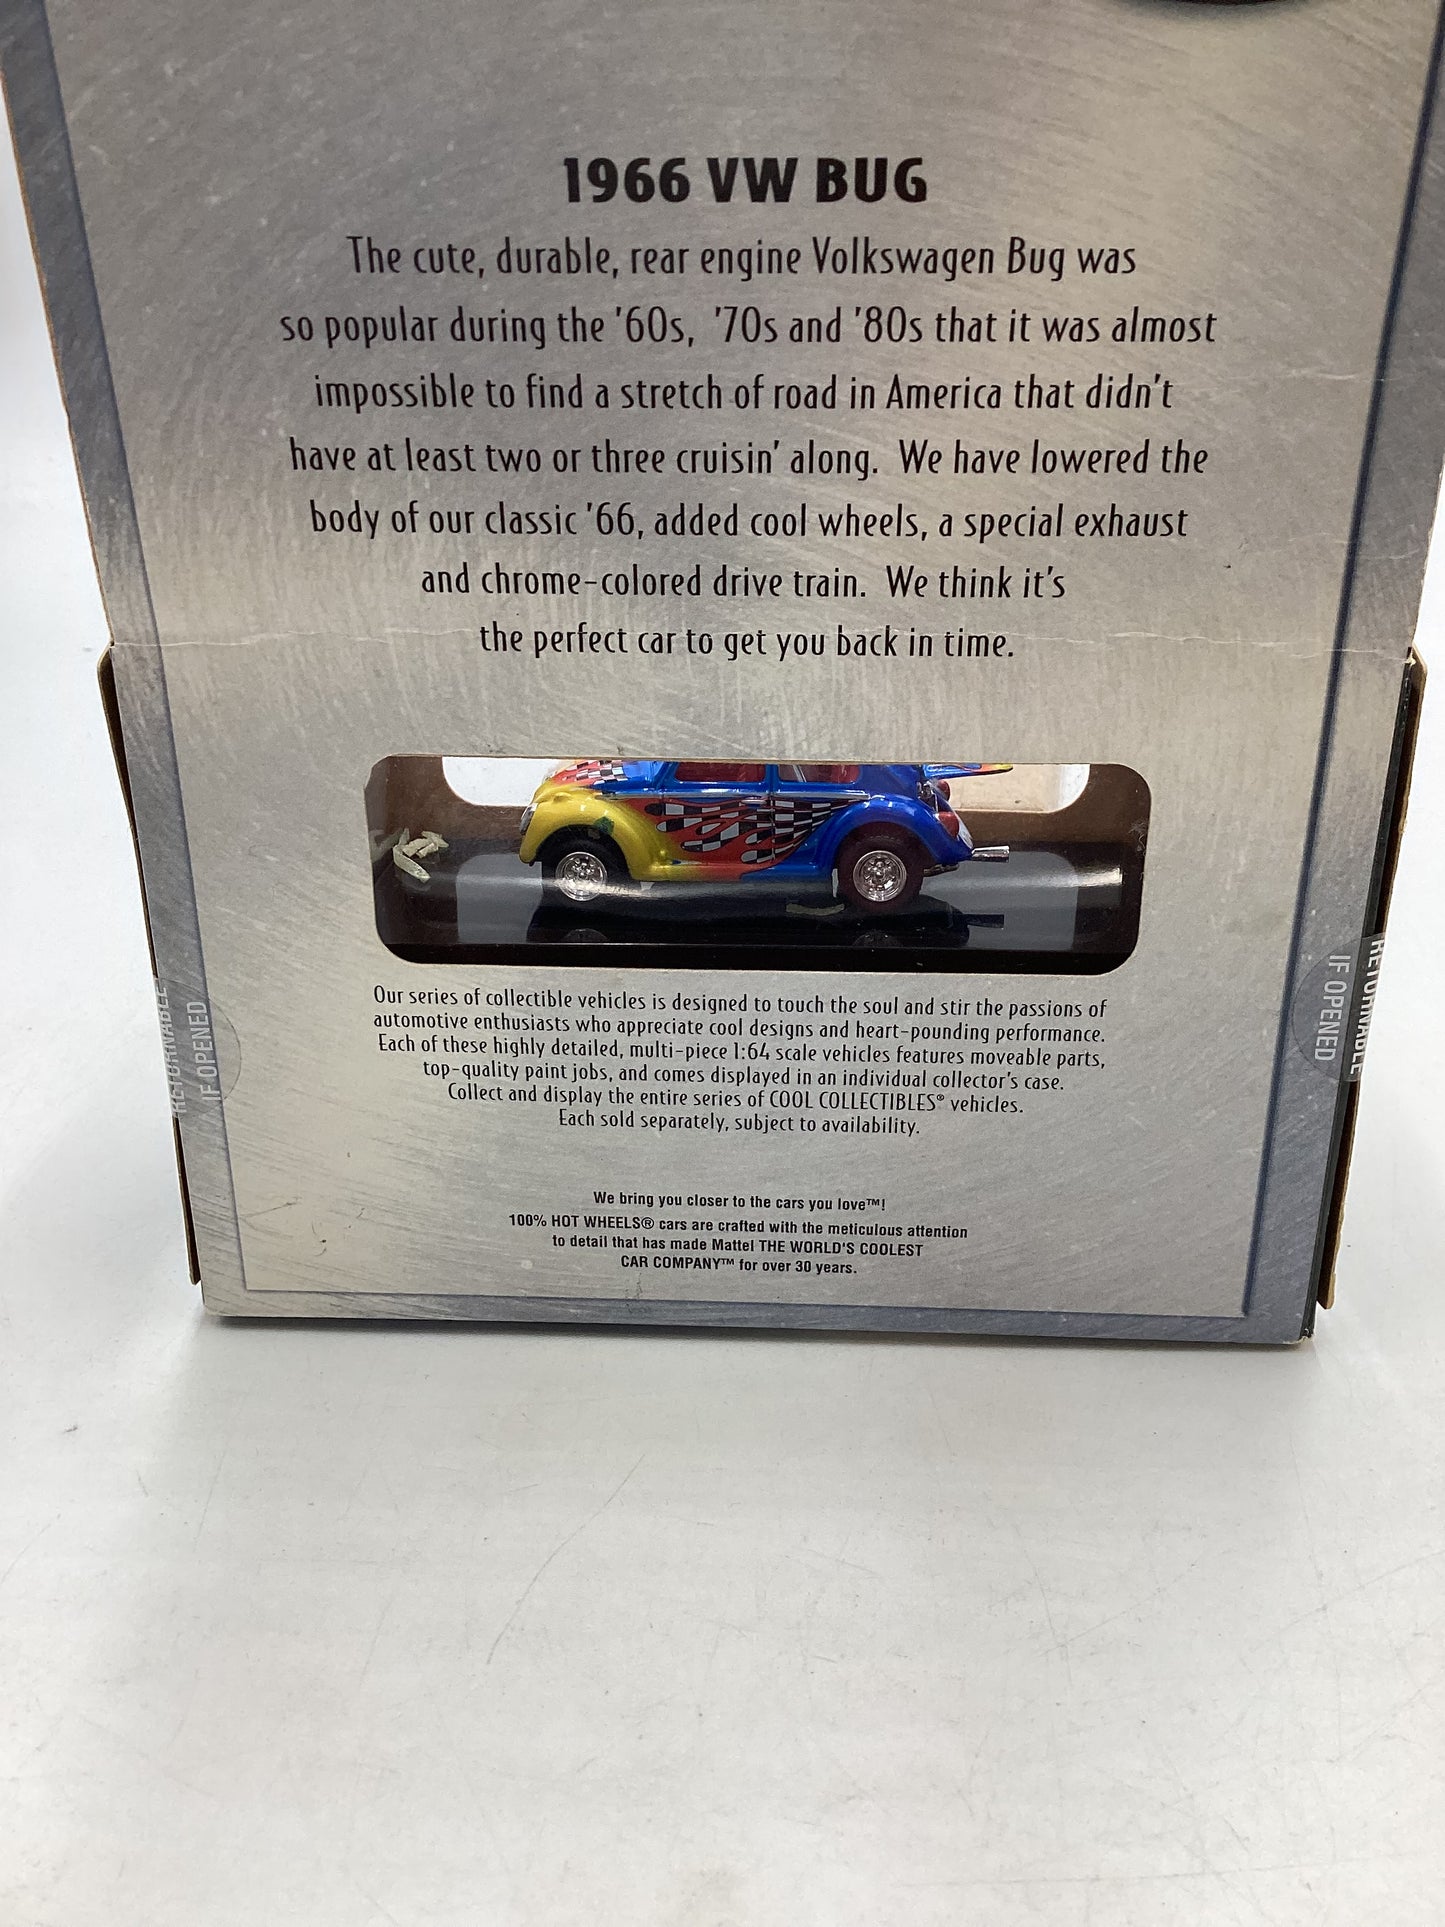 1966 VW BUG
The cute, durable, rear engine Volkswagen Bug was
so popular during the '60s, '70s and '80s that it was almost
impossible to find a stretch of road in America that didn't
have at least two or three cruisin' along. We have lowered the
body of our classic '66, added cool wheels, a special exhaust
and chrome-colored drive train. We think it's
the perfect car to get you back in time.
Our series of collectible vehicles is designed to touch the soul and stir the passions of
automotive enthusiasts who appreciate cool designs and heart-pounding performance.
Each of these highly detailed, multi-piece 1:64 scale vehicles features moveable parts,
top-quality paint jobs, and comes displayed in an individual collector's case.
Collect and display the entire series of COOL COLLECTIBLES® vehicles.
Each sold separately, subject to availability.
We bring you closer to the cars you love™!
100% HOT WHEELS® cars are crafted with the meticulous attention
to detail that has made Mattel THE WORLD'S COOLEST
CAR COMPANY™ for over 30 years.
RETURNABLE
IF OPENED
RETURNABLE
IF OPENED